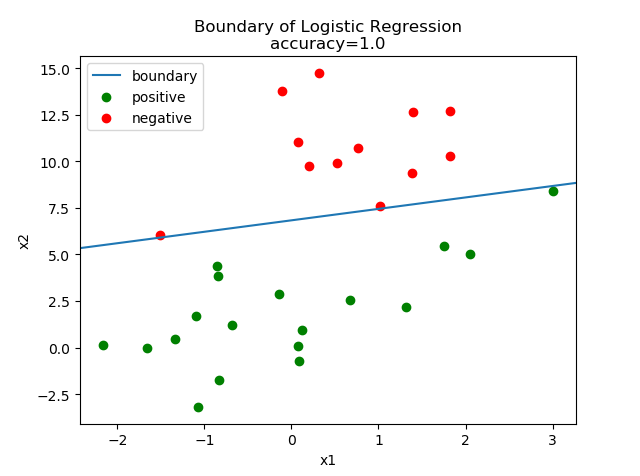 Boundary of Logistic Regression
accuracy=1.0
boundary
positive
negative
15.0
12.5
10.0
7.5
5.0
2.5
0.0
−2.5
x2
−2
−1
0
1
2
3
x1